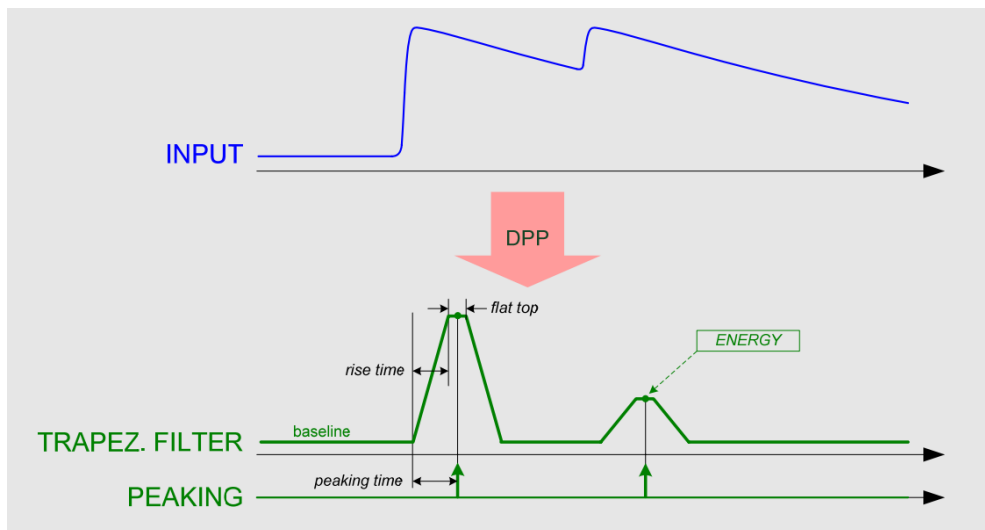 INPUT
DPP
flat top
rise time
ENERGY
baseline
TRAPEZ. FILTER
peaking time
PEAKING